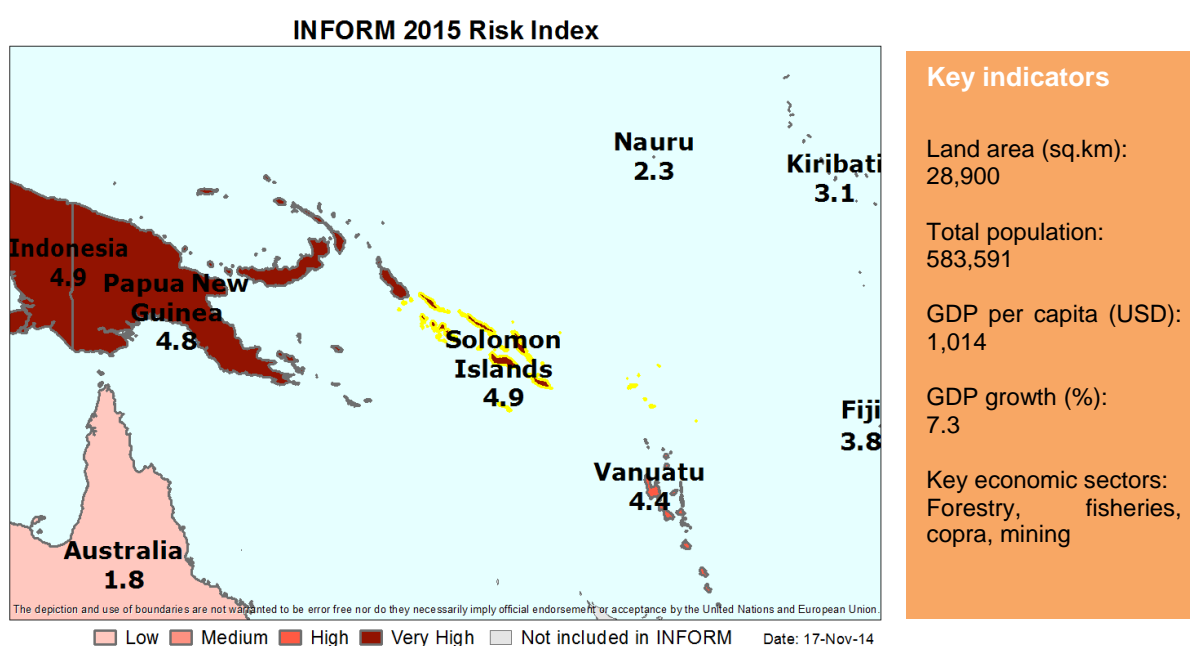 INFORM 2015 Risk Index
Nauru
2.3
Kiribati
3.1
Indonesia
4.9
Papua New
Guinea
4.8
Solomon
Islands
4.9
Fiji
3.8
Vanuatu
4.4
Australia
1.8
The depiction and use of boundaries are not warranted to be error free nor do they necessarily imply official endorsement or acceptance by the United Nations and European Union.
Low Medium High Very High Not included in INFORM Date: 17-Nov-14
Key indicators
Land area (sq.km):
28,900
Total population:
583,591
GDP per capita (USD):
1,014
GDP growth (%):
7.3
Key economic sectors:
Forestry, fisheries,
copra, mining